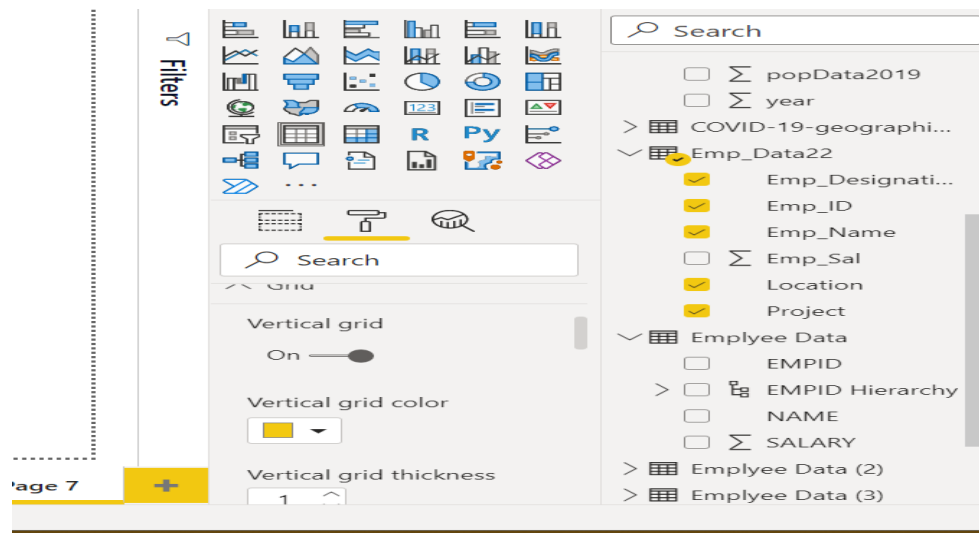 Filters
123
R
Py
Search
Grid
Vertical grid
On
Vertical grid color
Vertical grid thickness
1
Search
popData2019
year
COVID-19-geographi...
Emp_Data22
Emp_Designati...
Emp_ID
Emp_Name
Emp_Sal
Location
Project
Emplyee Data
EMPID
EMPID Hierarchy
NAME
SALARY
Emplyee Data (2)
Emplyee Data (3)
age 7